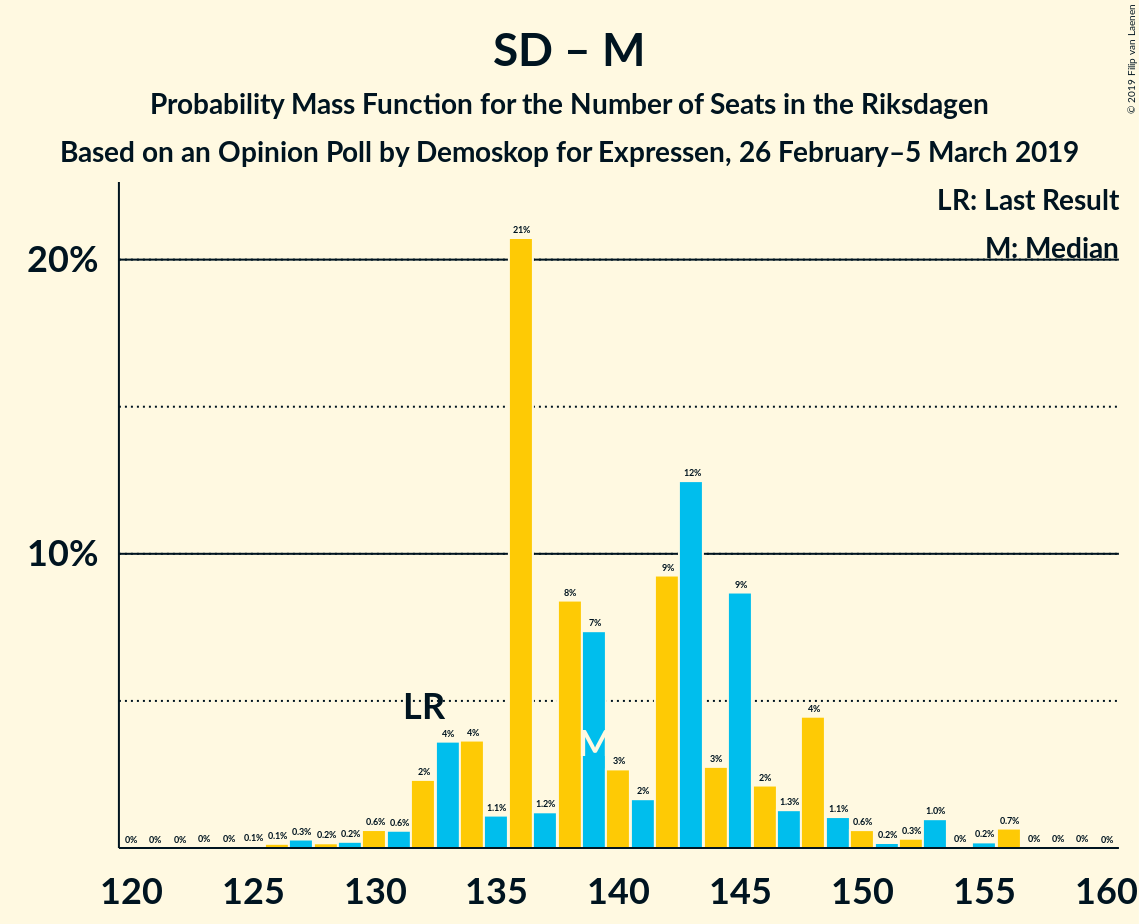 SD – M
Probability Mass Function for the Number of Seats in the Riksdagen
Based on an Opinion Poll by Demoskop for Expressen, 26 February–5 March 2019
© 2019 Filip van Laenen
LR: Last Result
M: Median
20%
10%
LR
M
0% 0% 0% 0% 0% 0.1% 0.1% 0.3% 0.2% 0.2% 0.6% 0.6% 2% 4% 4% 1.1% 21% 1.2% 8% 7% 3% 2% 9% 12% 3% 9% 2% 1.3% 4% 1.1% 0.6% 0.2% 0.3% 1.0% 0% 0.2% 0.7% 0% 0% 0% 0%
120 125 130 135 140 145 150 155 160